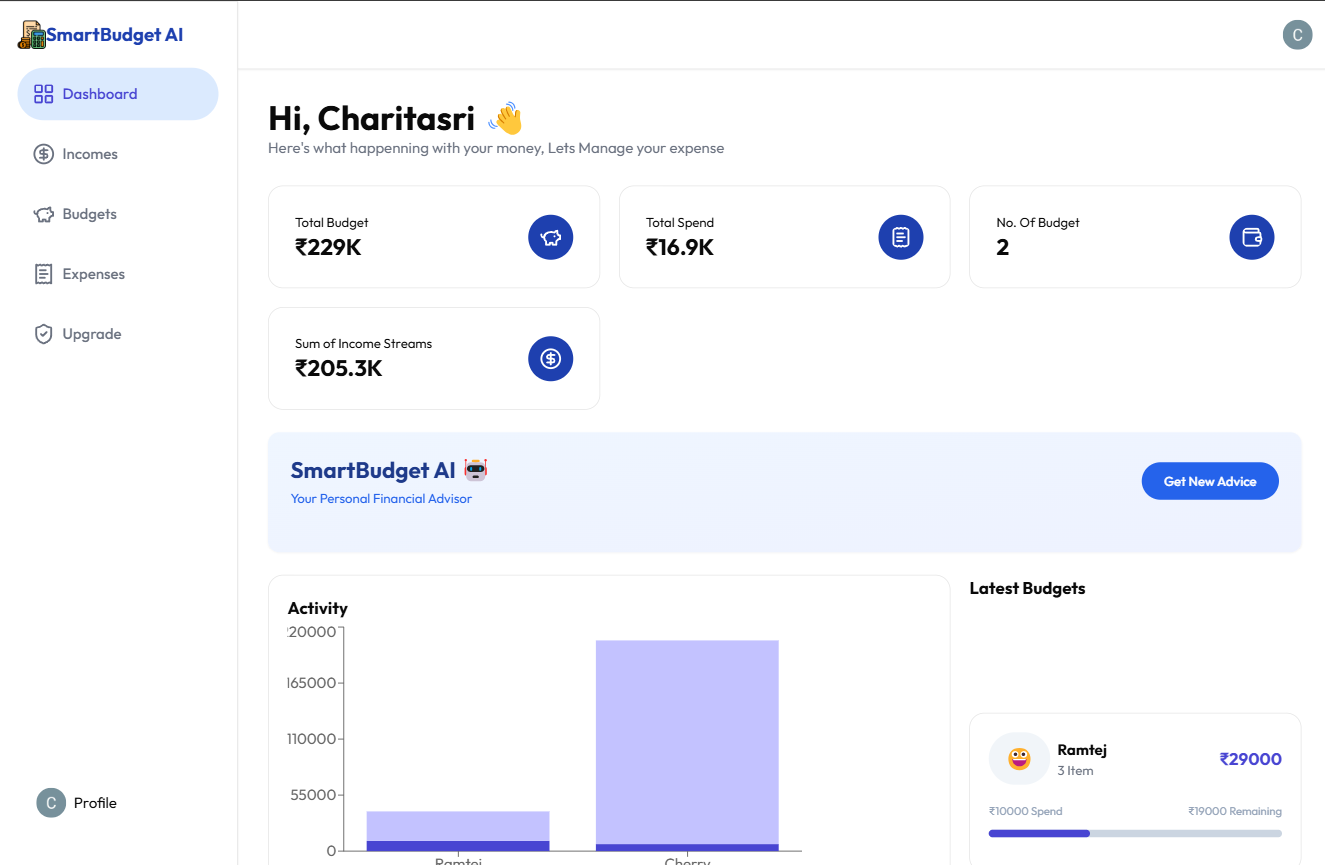 SmartBudget AI
C
Dashboard
Incomes
Budgets
Expenses
Upgrade
C Profile
Hi, Charitasri 👋
Here's what happenning with your money, Lets Manage your expense
Total Budget
₹229K
Total Spend
₹16.9K
No. Of Budget
2
Sum of Income Streams
₹205.3K
SmartBudget AI 🤖
Your Personal Financial Advisor
Get New Advice
Activity
220000
165000
110000
55000
0
Ramtej
Cherry
Latest Budgets
Ramtej
3 Item
₹29000
₹10000 Spend
₹19000 Remaining